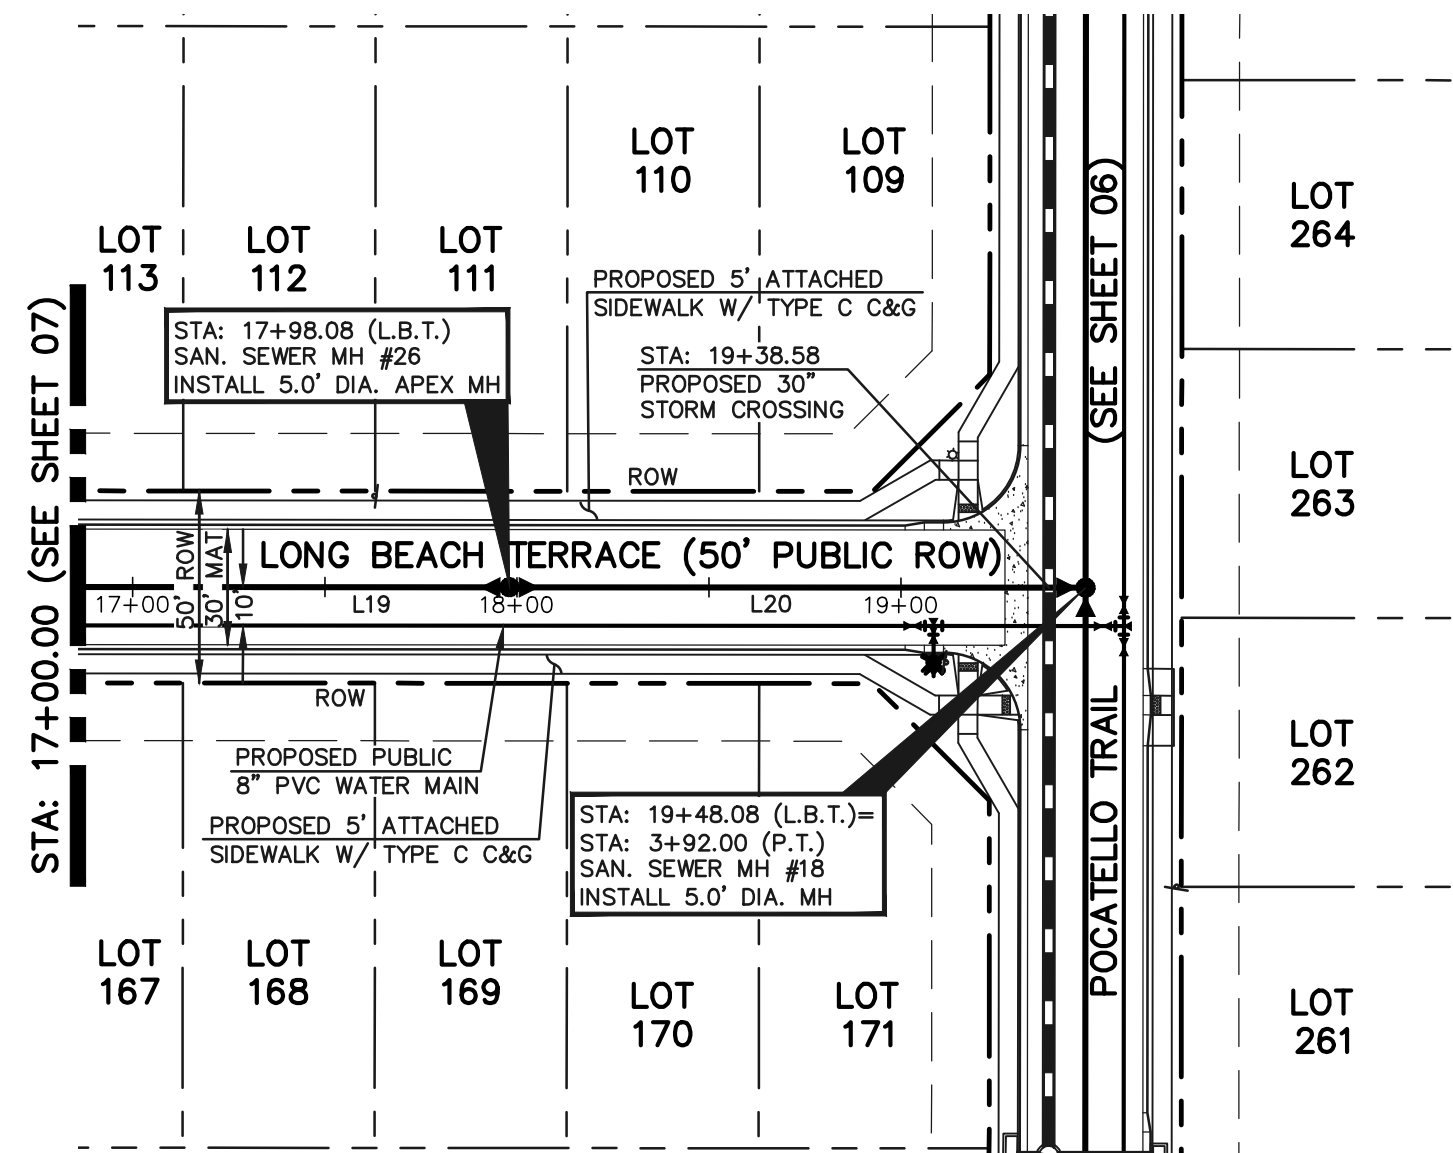 LOT
110
LOT
109
LOT
264
LOT
113
LOT
112
LOT
111
PROPOSED 5' ATTACHED
SIDEWALK W/ TYPE C C&G
STA: 17+98.08 (L.B.T.)
SAN. SEWER MH #26
INSTALL 5.0' DIA. APEX MH
STA: 19+38.58
PROPOSED 30"
STORM CROSSING
(SEE SHEET 06)
LOT
263
ROW
STA: 17+00.00 (SEE SHEET 07)
50' ROW
30' MAT
10'
LONG BEACH TERRACE (50' PUBLIC ROW)
17+00
L19
18+00
L20
19+00
ROW
POCATELLO TRAIL
LOT
262
PROPOSED PUBLIC
8" PVC WATER MAIN
PROPOSED 5' ATTACHED
SIDEWALK W/ TYPE C C&G
STA: 19+48.08 (L.B.T.)=
STA: 3+92.00 (P.T.)
SAN. SEWER MH #18
INSTALL 5.0' DIA. MH
LOT
167
LOT
168
LOT
169
LOT
170
LOT
171
LOT
261